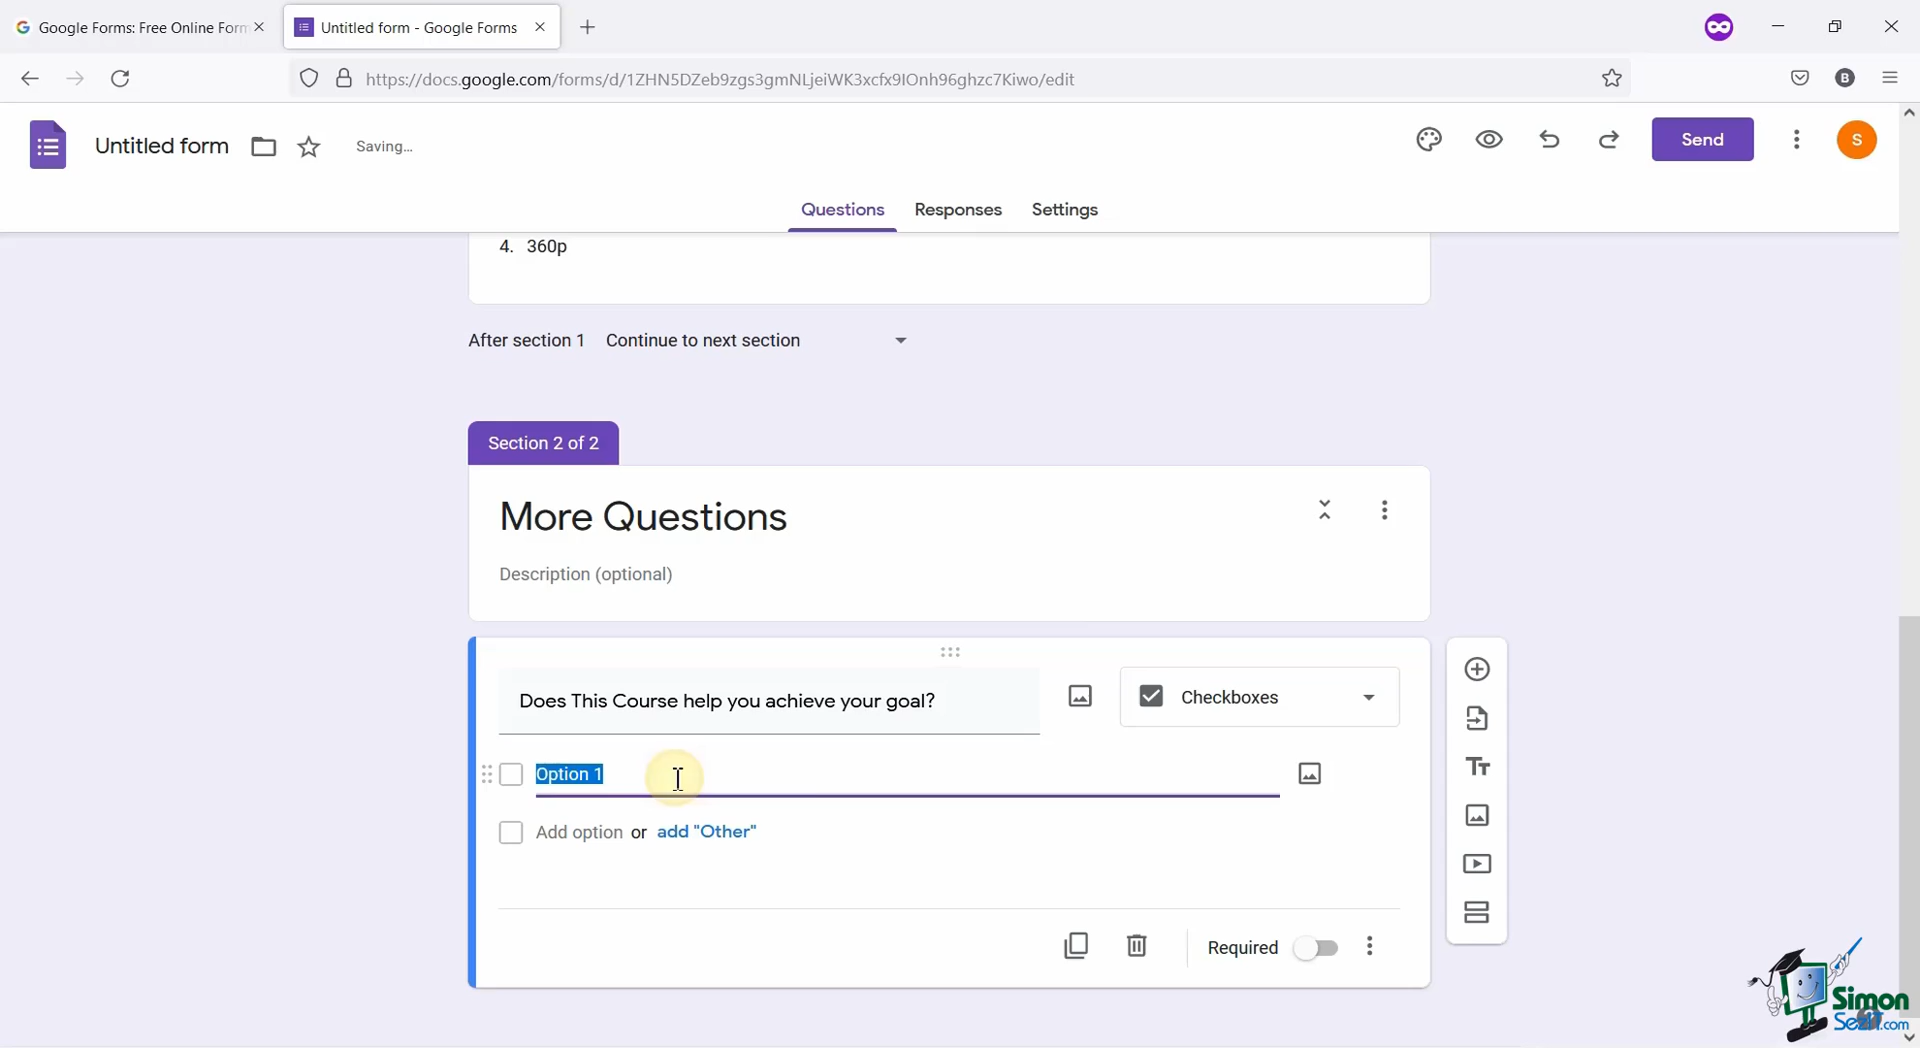 Google Forms: Free Online Form
Untitled form - Google Forms
https://docs.google.com/forms/d/1ZHN5DZeb9zgs3gmNLjeiWK3xcfx9IOnh96ghzc7Kiwo/edit
B
Untitled form
Saving...
Send
S
Questions
Responses
Settings
4. 360p
After section 1 Continue to next section
Section 2 of 2
More Questions
Description (optional)
Does This Course help you achieve your goal?
Checkboxes
Option 1
Add option or add "Other"
Required
Simon
SezIT.com